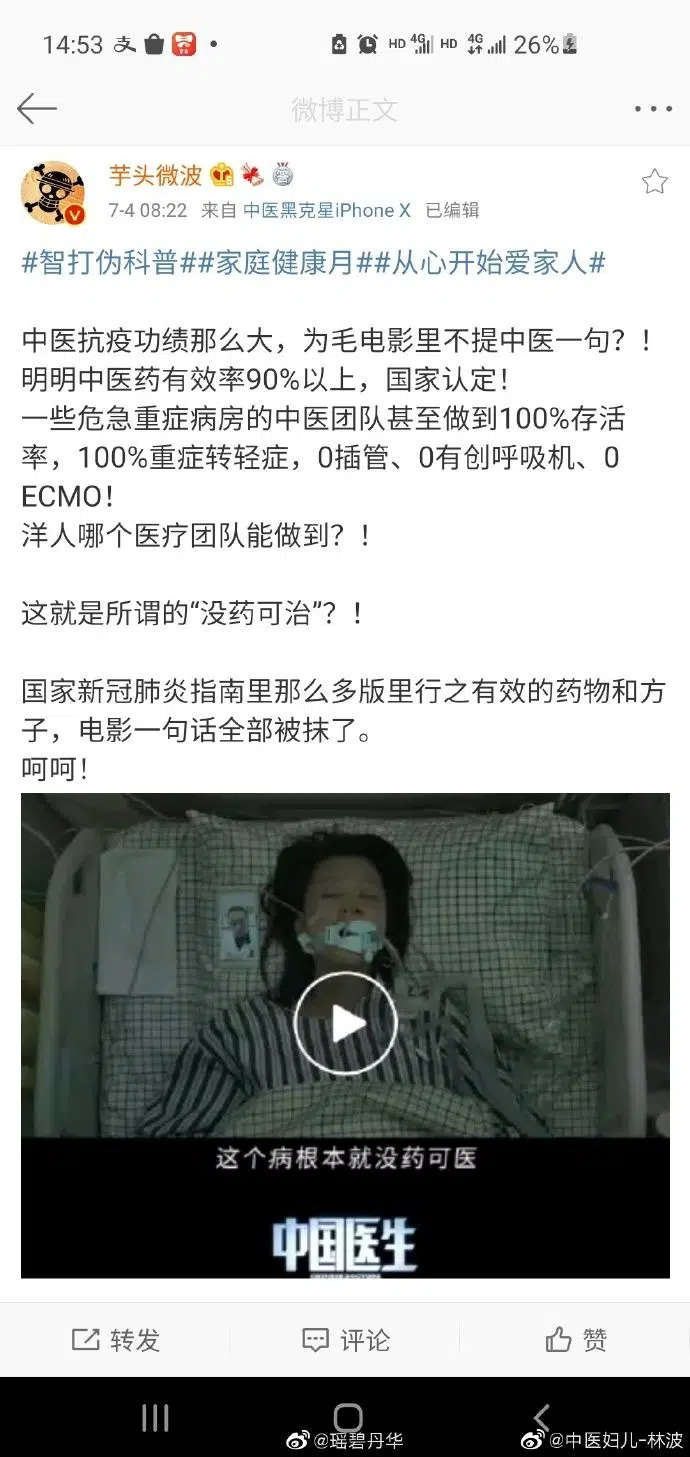 14:53 支 HD 4G HD 4G 26%
微博正文
芋头微波
7-4 08:22 来自 中医黑克星iPhone X 已编辑
#智打伪科普##家庭健康月##从心开始爱家人#
中医抗疫功绩那么大，为毛电影里不提中医一句？！
明明中医药有效率90%以上，国家认定！
一些危急重症病房的中医团队甚至做到100%存活
率，100%重症转轻症，0插管、0有创呼吸机、0
ECMO！
洋人哪个医疗团队能做到？！
这就是所谓的“没药可治”？！
国家新冠肺炎指南里那么多版里行之有效的药物和方
子，电影一句话全部被抹了。
呵呵！
这个病根本就没药可医
中国医生
转发 评论 赞
@瑶碧丹华 @中医妇儿-林波